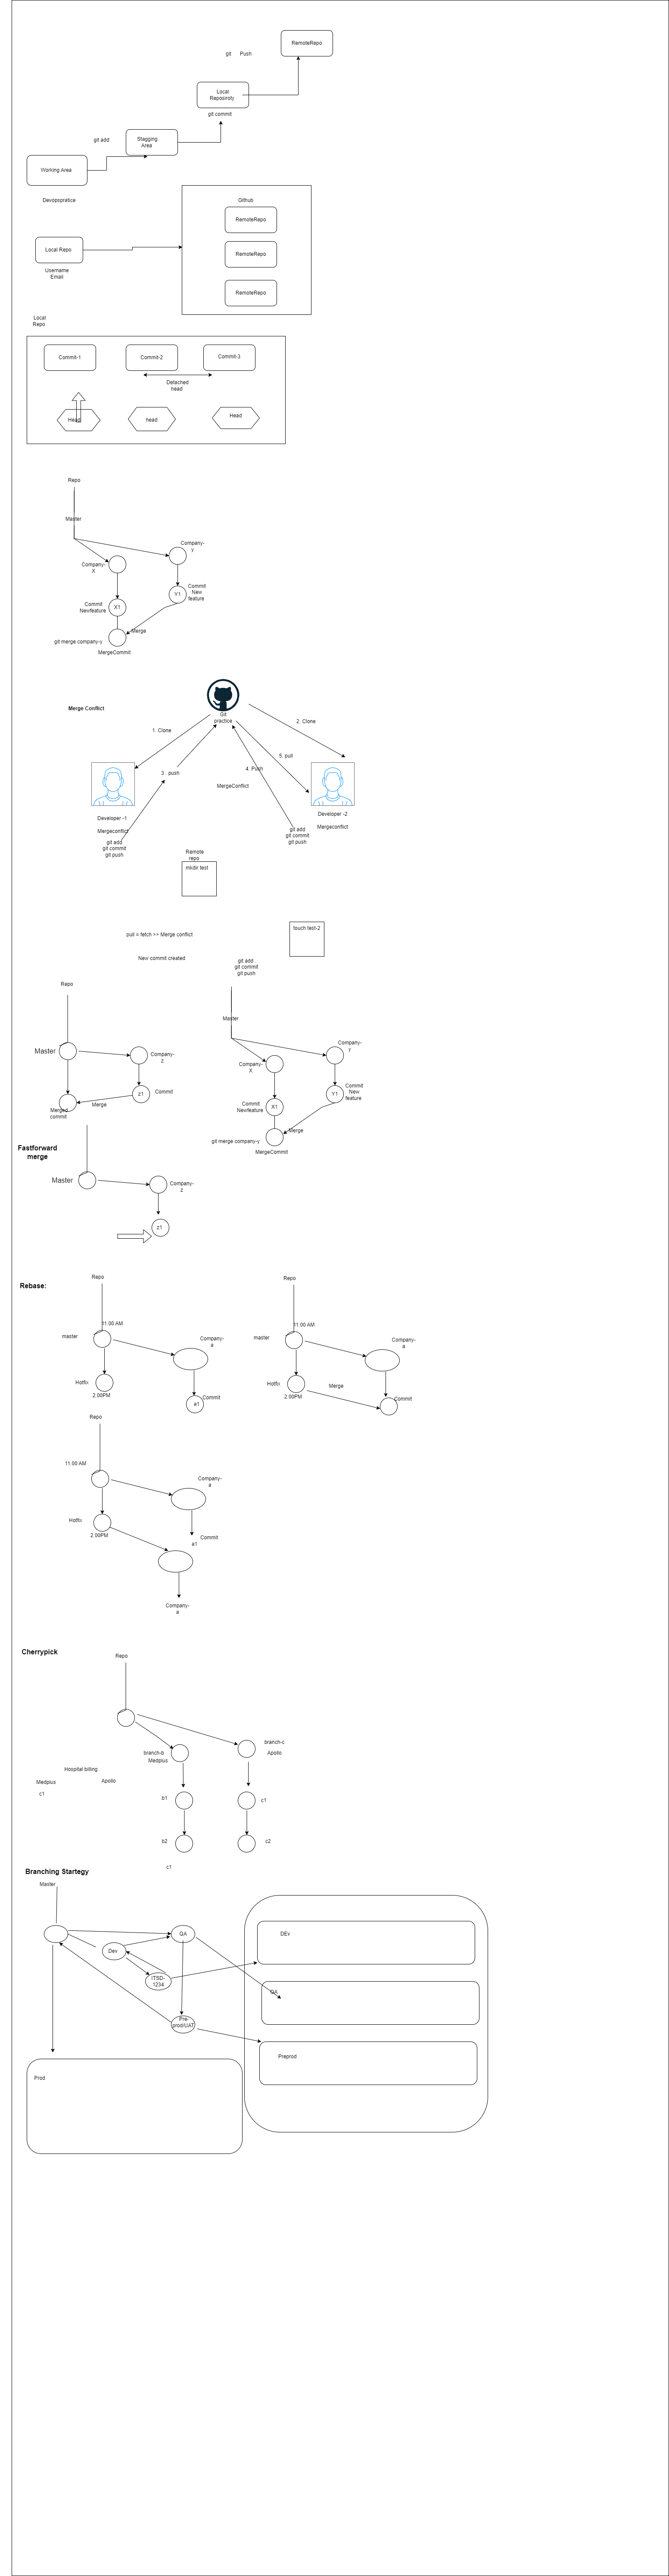 RemoteRepo
git Push
Local
Reposiroty
git commit
git add
Stagging
Area
Working Area
Devopspratice
Github
RemoteRepo
RemoteRepo
RemoteRepo
Local Repo
Username
Email
Local
Repo
Commit-1
Commit-2
Commit-3
Detached
head
Head
head
Head
Repo
Master
Company-
y
Company-
X
Commit
New
feature
Y1
Commit
Newfeature
X1
Merge
git merge company-y
MergeCommit
Merge Conflict
Git
practice
1. Clone
2. Clone
3 . push
4. Push
5. pull
MergeConflict
Developer -1
Mergeconflict
git add
git commit
git push
Developer -2
Mergeconflict
git add
git commit
git push
Remote
repo
mkdir test
touch test-2
pull = fetch >> Merge conflict
New commit created
git add .
git commit
git push
Repo
Master
Company-
z
z1
Commit
Merge
Merged
commit
Master
Company-
y
Company-
X
Commit
New
feature
Y1
Commit
Newfeature
X1
Merge
git merge company-y
MergeCommit
Fastforward
merge
Master
Company-
z
z1
Rebase:
Repo
11.00 AM
master
Company-
a
Hotfix
2.00PM
Commit
a1
Repo
11.00 AM
master
Company-
a
Hotfix
2.00PM
Merge
Commit
Repo
11.00 AM
Company-
a
Hotfix
2.00PM
Commit
a1
Company-
a
Cherrypick
Repo
branch-b
Medplus
branch-c
Apollo
Hospital billing
Medplus
Apollo
c1
b1
c1
b2
c2
c1
Branching Startegy
Master
QA
Dev
ITSD-
1234
Pre-
prod/UAT
DEv
QA
Preprod
Prod